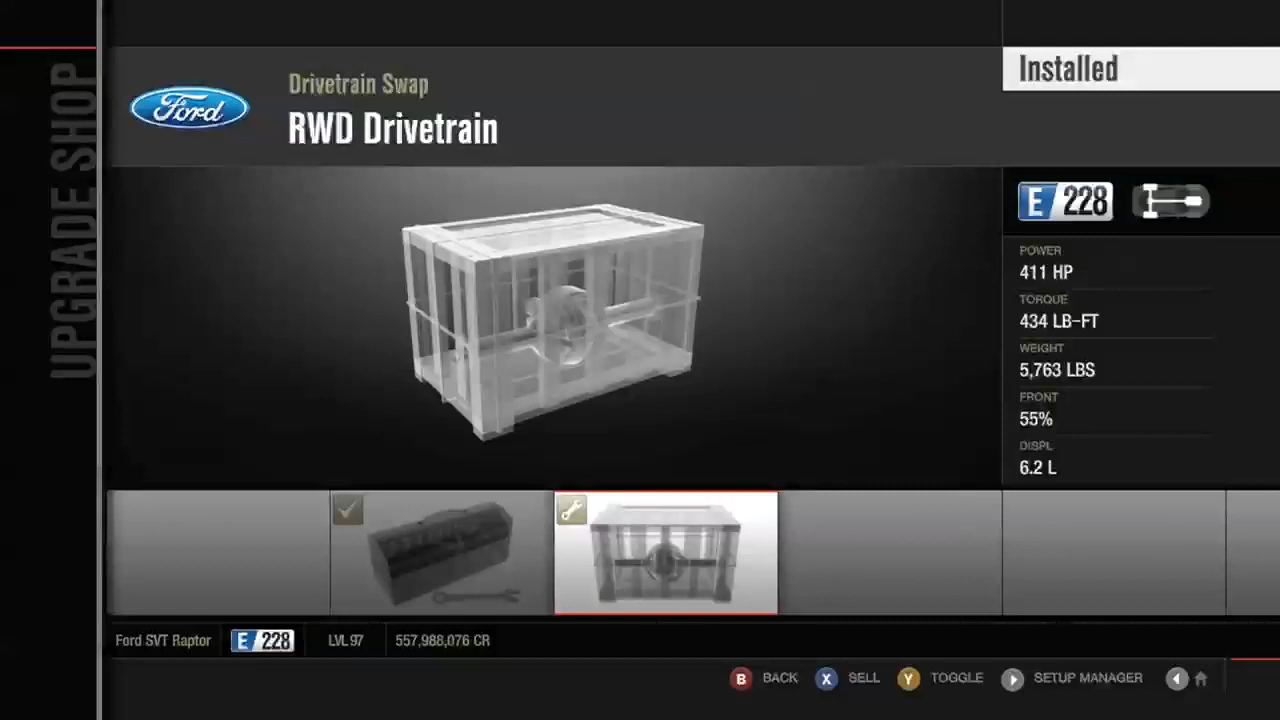 UPGRADE SHOP
Ford
Drivetrain Swap
RWD Drivetrain
Installed
E 228
POWER
411 HP
TORQUE
434 LB-FT
WEIGHT
5,763 LBS
FRONT
55%
DISPL
6.2 L
Ford SVT Raptor E 228 LVL 97 557,988,076 CR
B BACK X SELL Y TOGGLE SETUP MANAGER